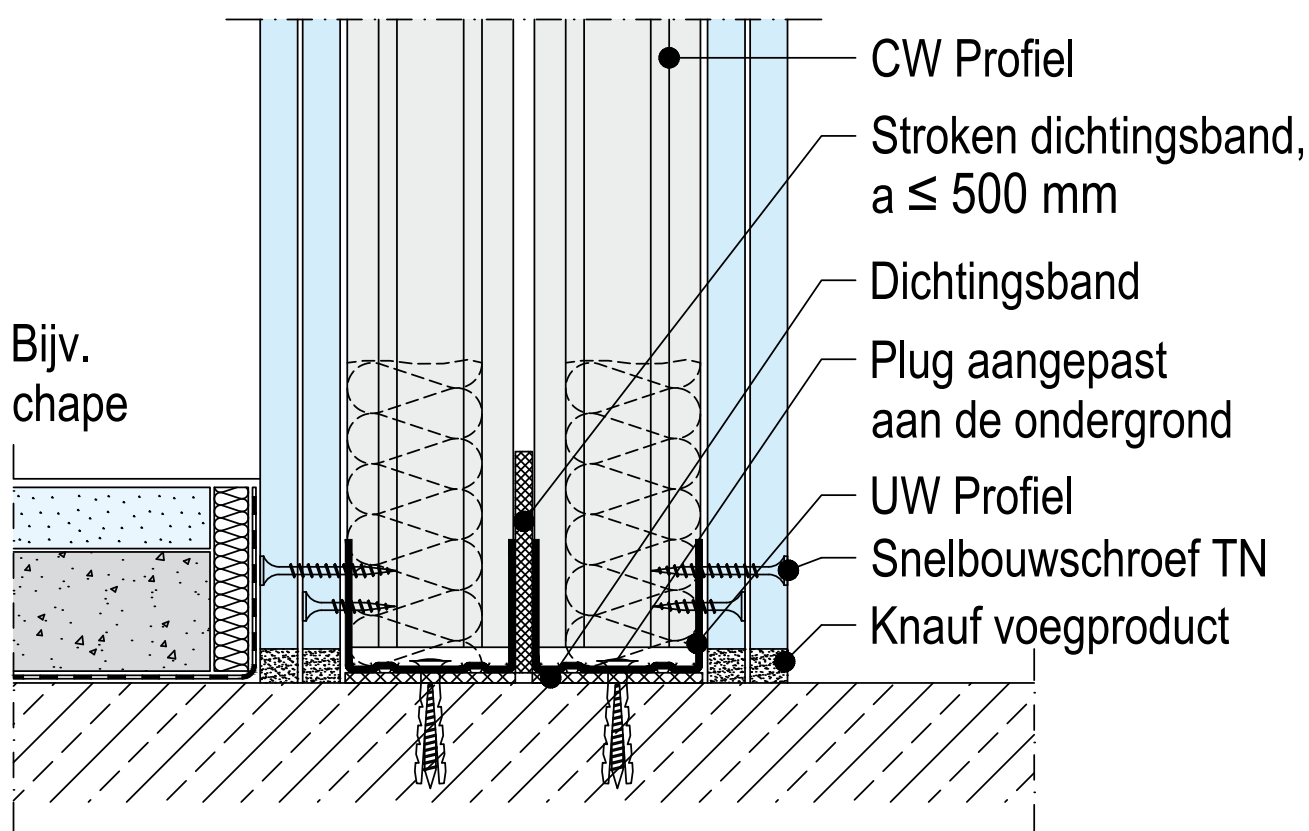 CW Profiel
Stroken dichtingsband,
a ≤ 500 mm
Dichtingsband
Plug aangepast
aan de ondergrond
UW Profiel
Snelbouwschroef TN
Knauf voegproduct
Bijv.
chape